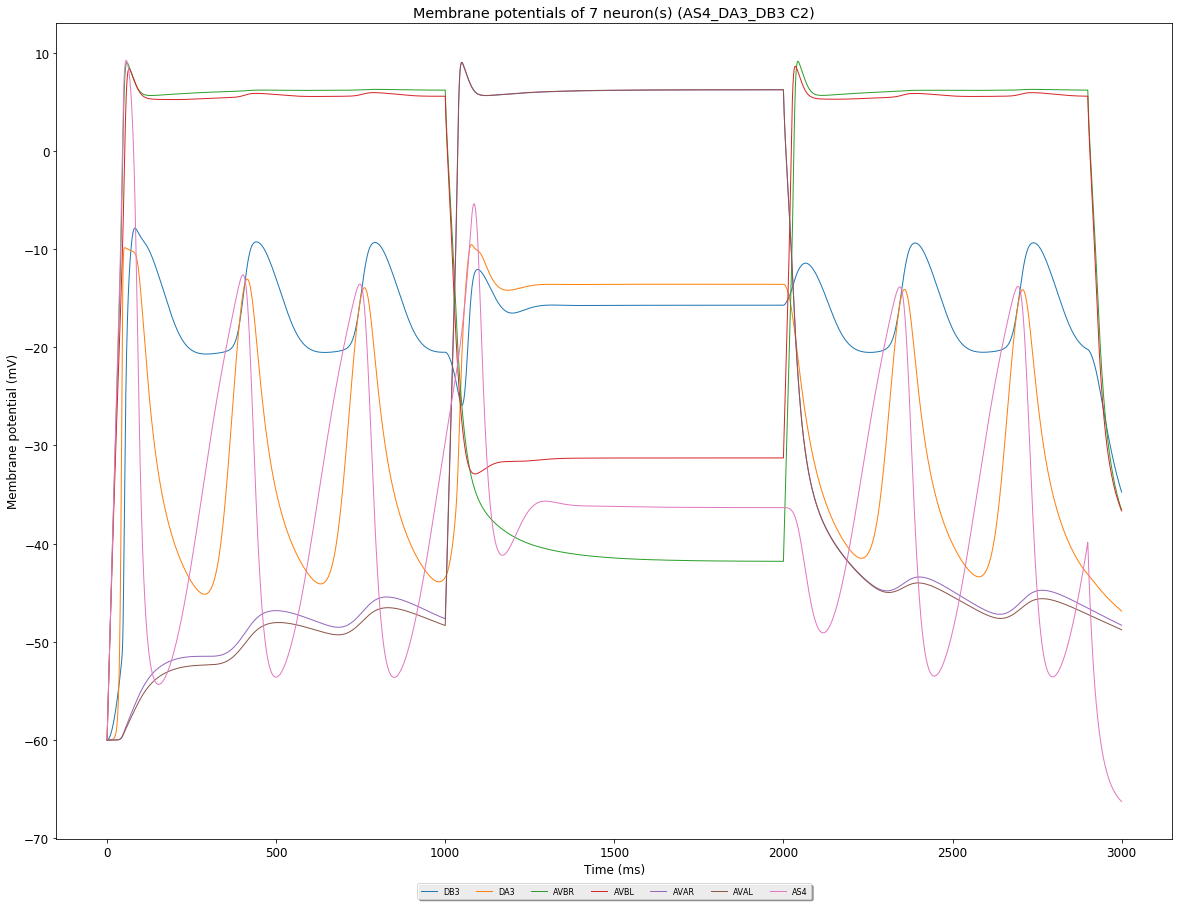 Membrane potentials of 7 neuron(s) (AS4_DA3_DB3 C2)
10
0
−10
−20
−30
−40
−50
−60
−70
Membrane potential (mV)
0 500 1000 1500 2000 2500 3000
Time (ms)
DB3 DA3 AVBR AVBL AVAR AVAL AS4